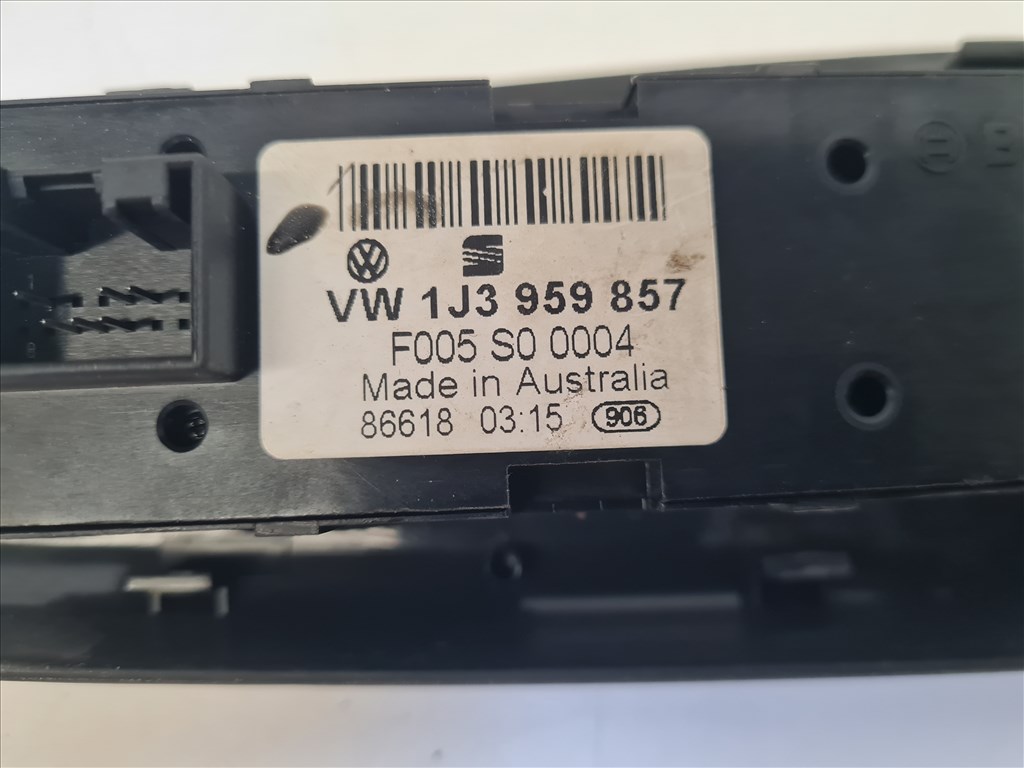 VW 1J3 959 857
F005 S0 0004
Made in Australia
86618 03:15 906